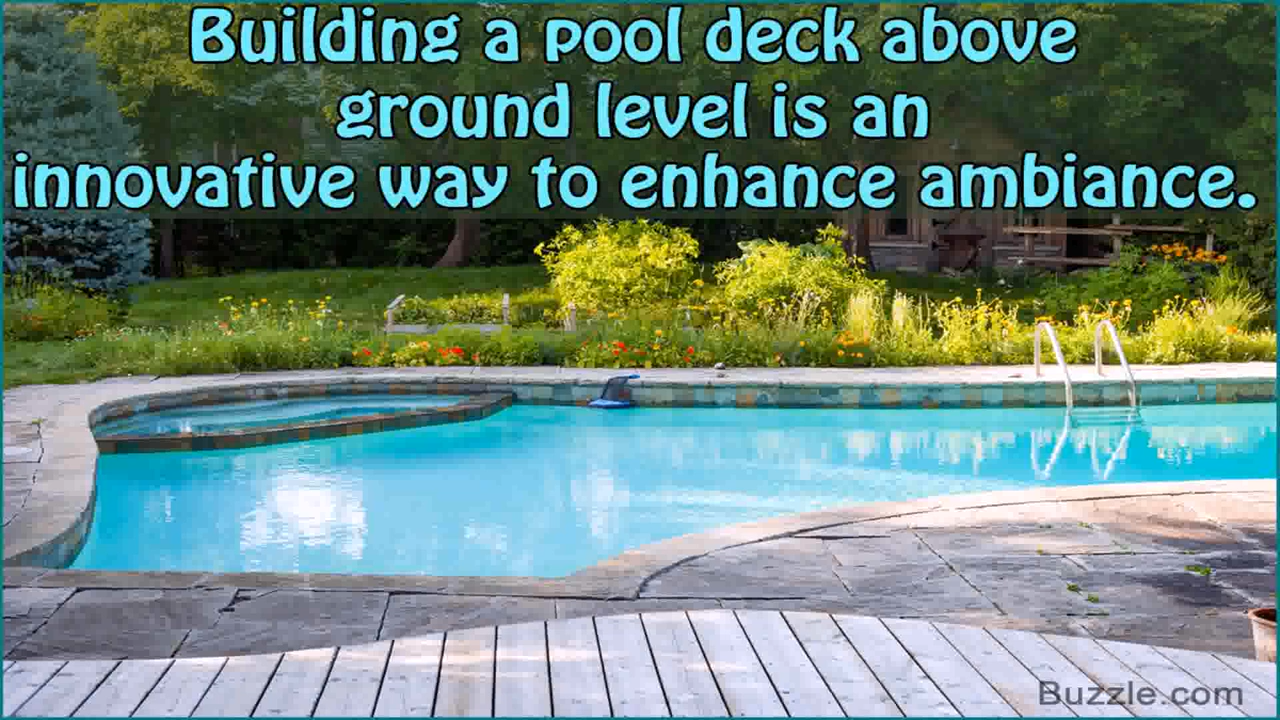 Building a pool deck above
ground level is an
innovative way to enhance ambiance.
Buzzle.com